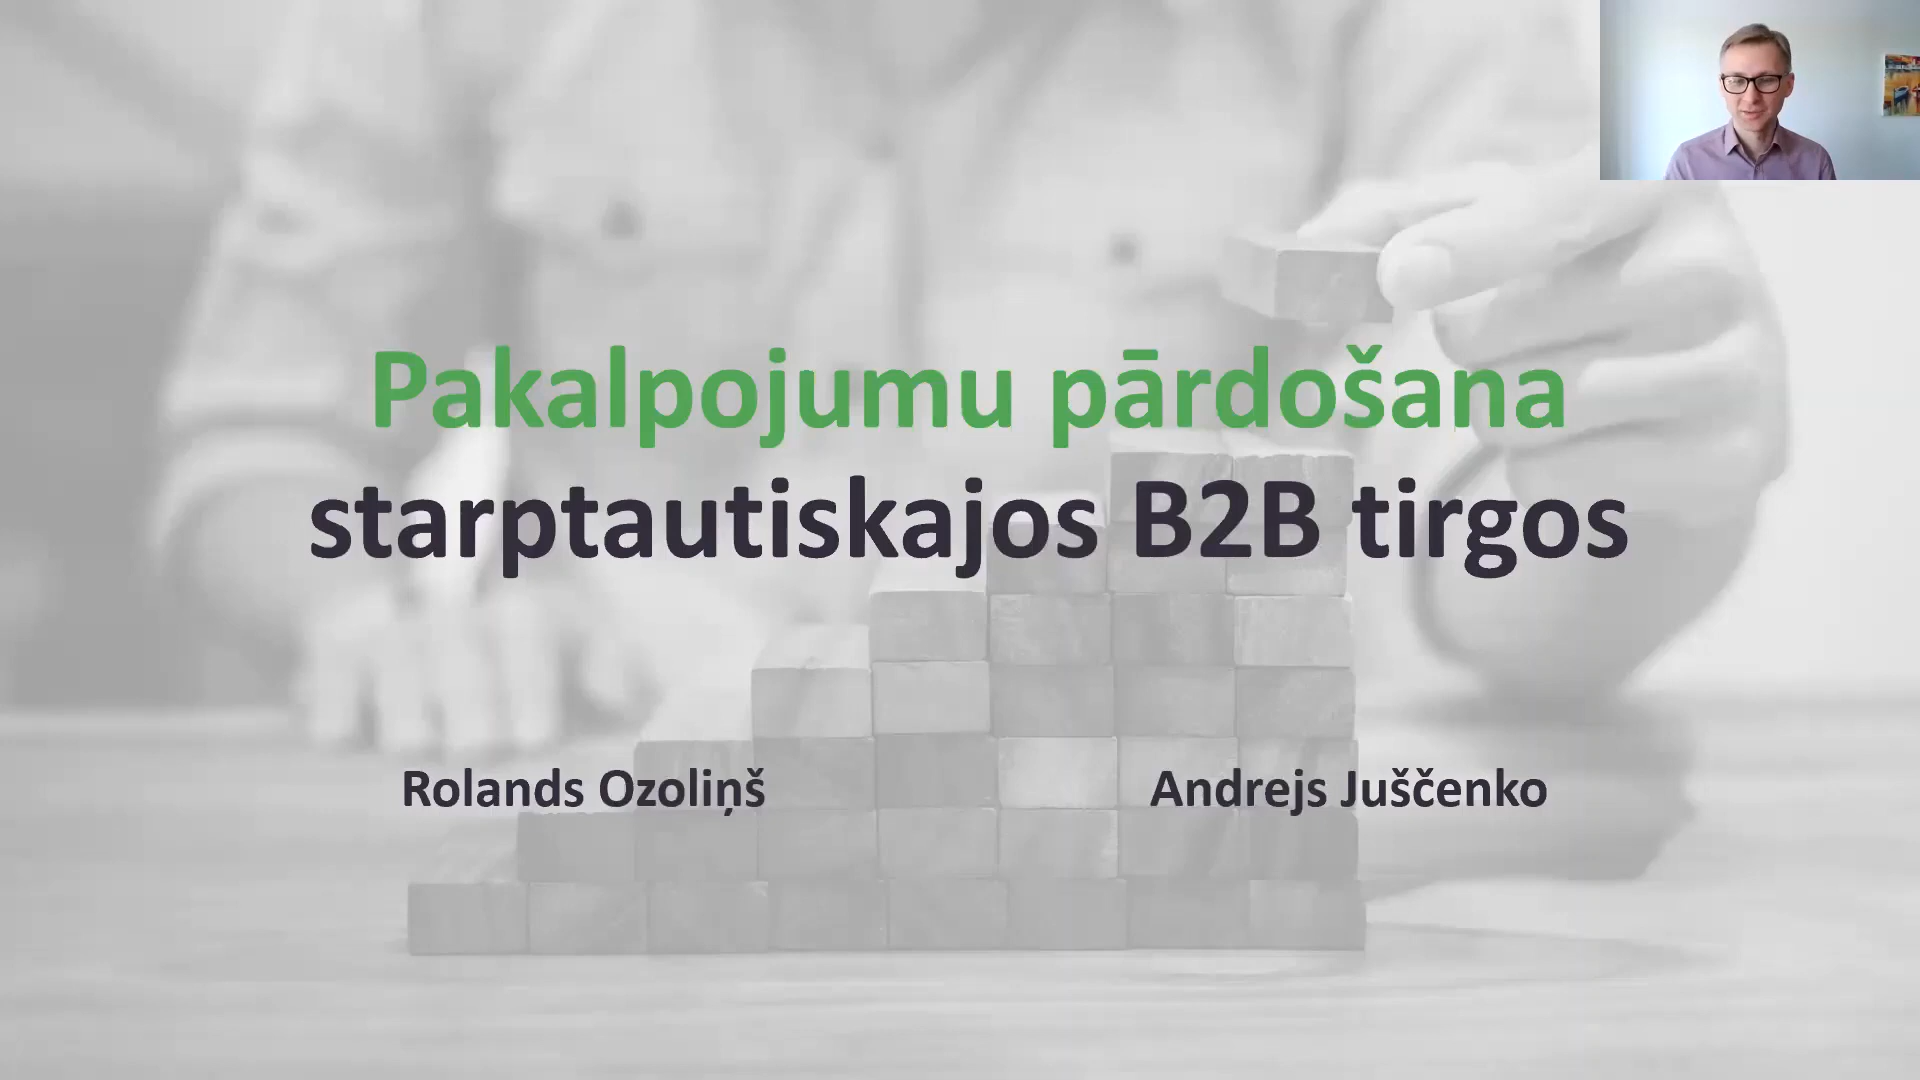 Pakalpojumu pārdošana
starptautiskajos B2B tirgos
Rolands Ozoliņš
Andrejs Juščenko